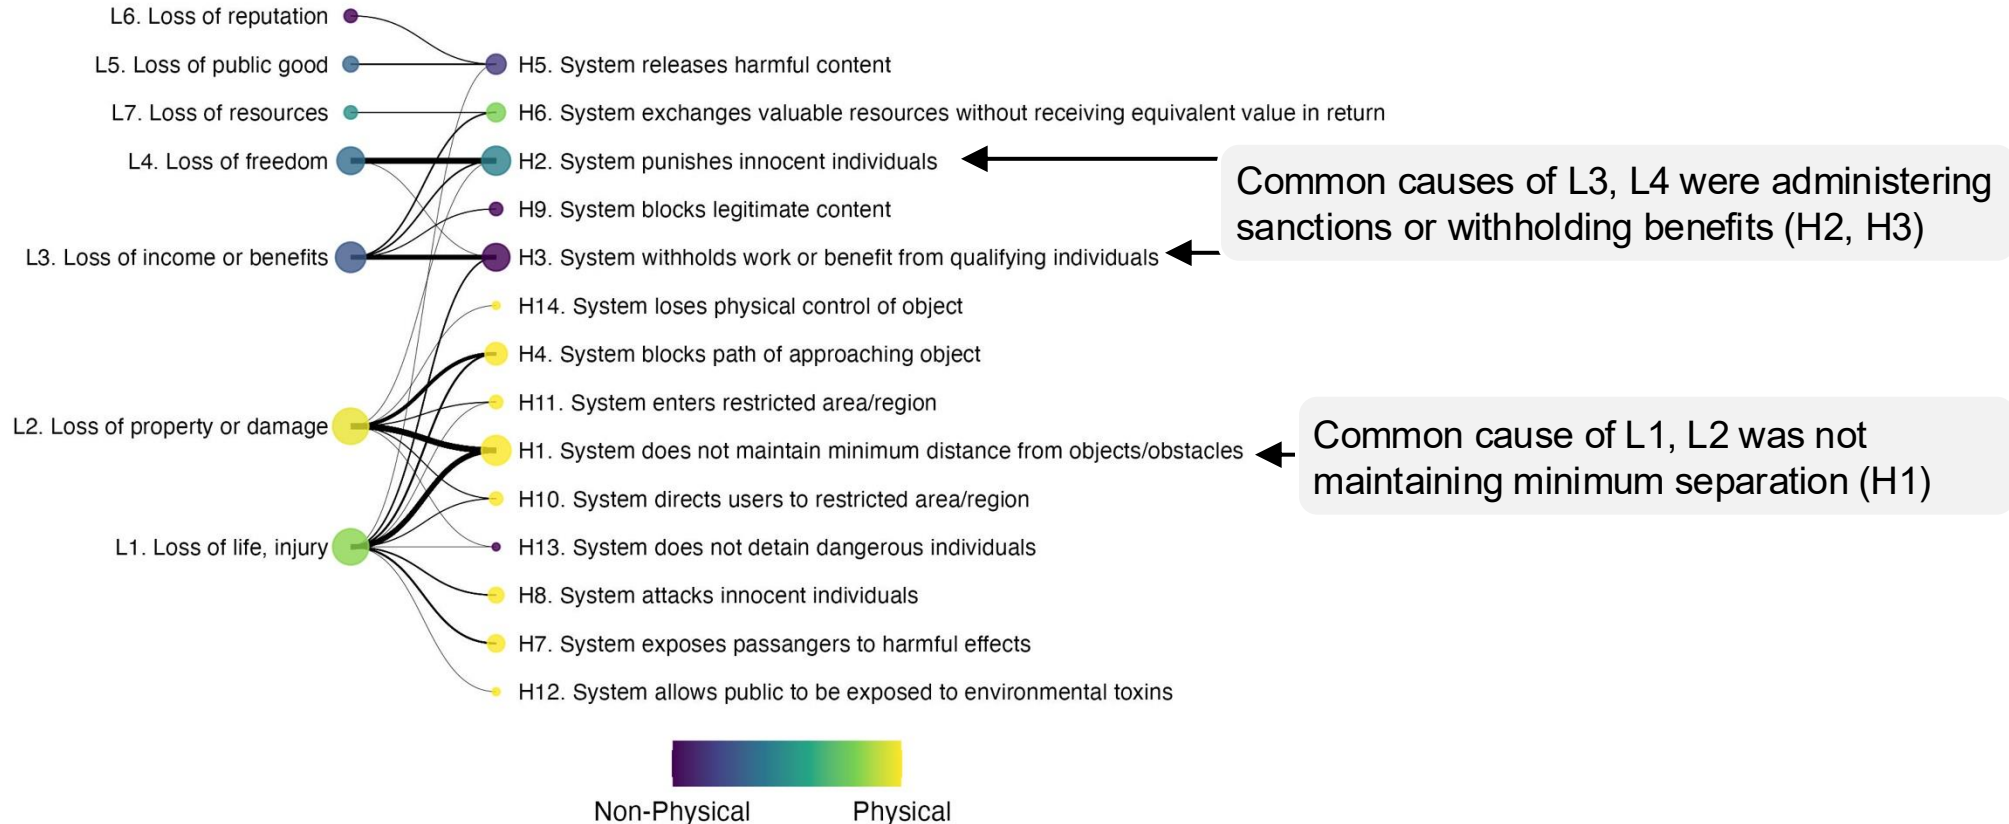 L6. Loss of reputation
L5. Loss of public good
L7. Loss of resources
L4. Loss of freedom
L3. Loss of income or benefits
L2. Loss of property or damage
L1. Loss of life, injury
H5. System releases harmful content
H6. System exchanges valuable resources without receiving equivalent value in return
H2. System punishes innocent individuals
H9. System blocks legitimate content
H3. System withholds work or benefit from qualifying individuals
H14. System loses physical control of object
H4. System blocks path of approaching object
H11. System enters restricted area/region
H1. System does not maintain minimum distance from objects/obstacles
H10. System directs users to restricted area/region
H13. System does not detain dangerous individuals
H8. System attacks innocent individuals
H7. System exposes passangers to harmful effects
H12. System allows public to be exposed to environmental toxins
Common causes of L3, L4 were administering
sanctions or withholding benefits (H2, H3)
Common cause of L1, L2 was not
maintaining minimum separation (H1)
Non-Physical
Physical